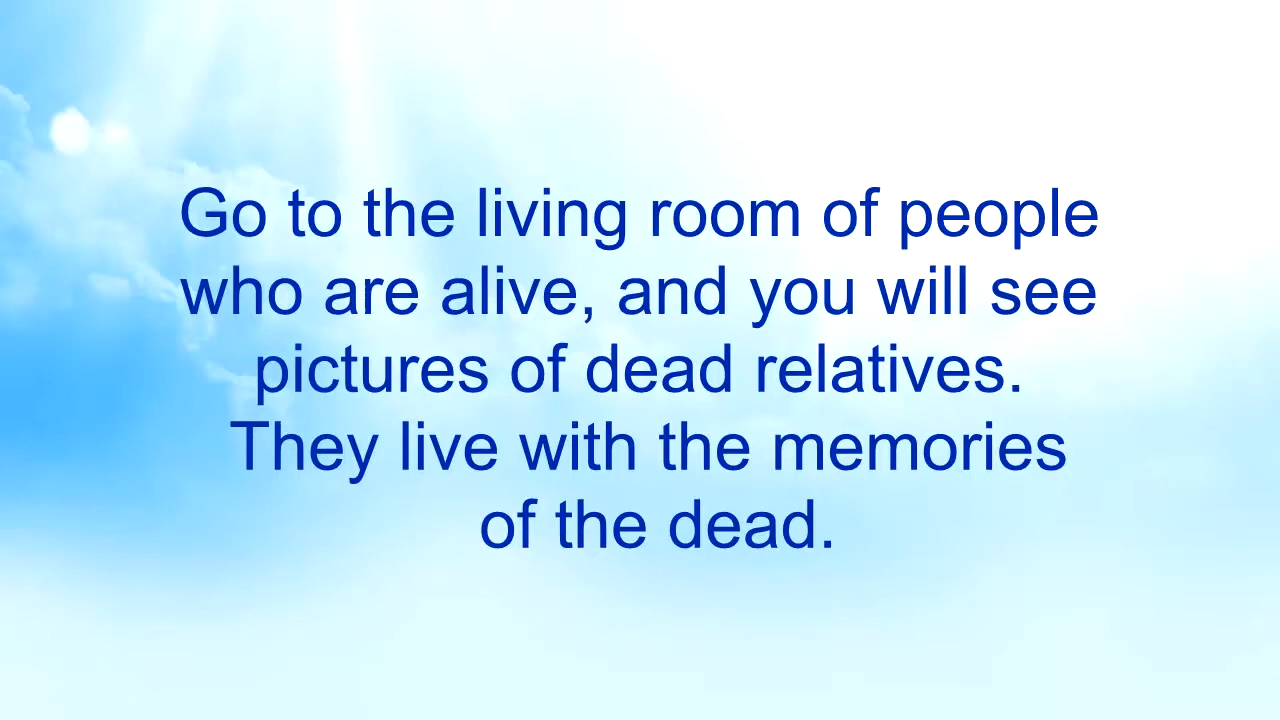 Go to the living room of people
who are alive, and you will see
pictures of dead relatives.
They live with the memories
of the dead.